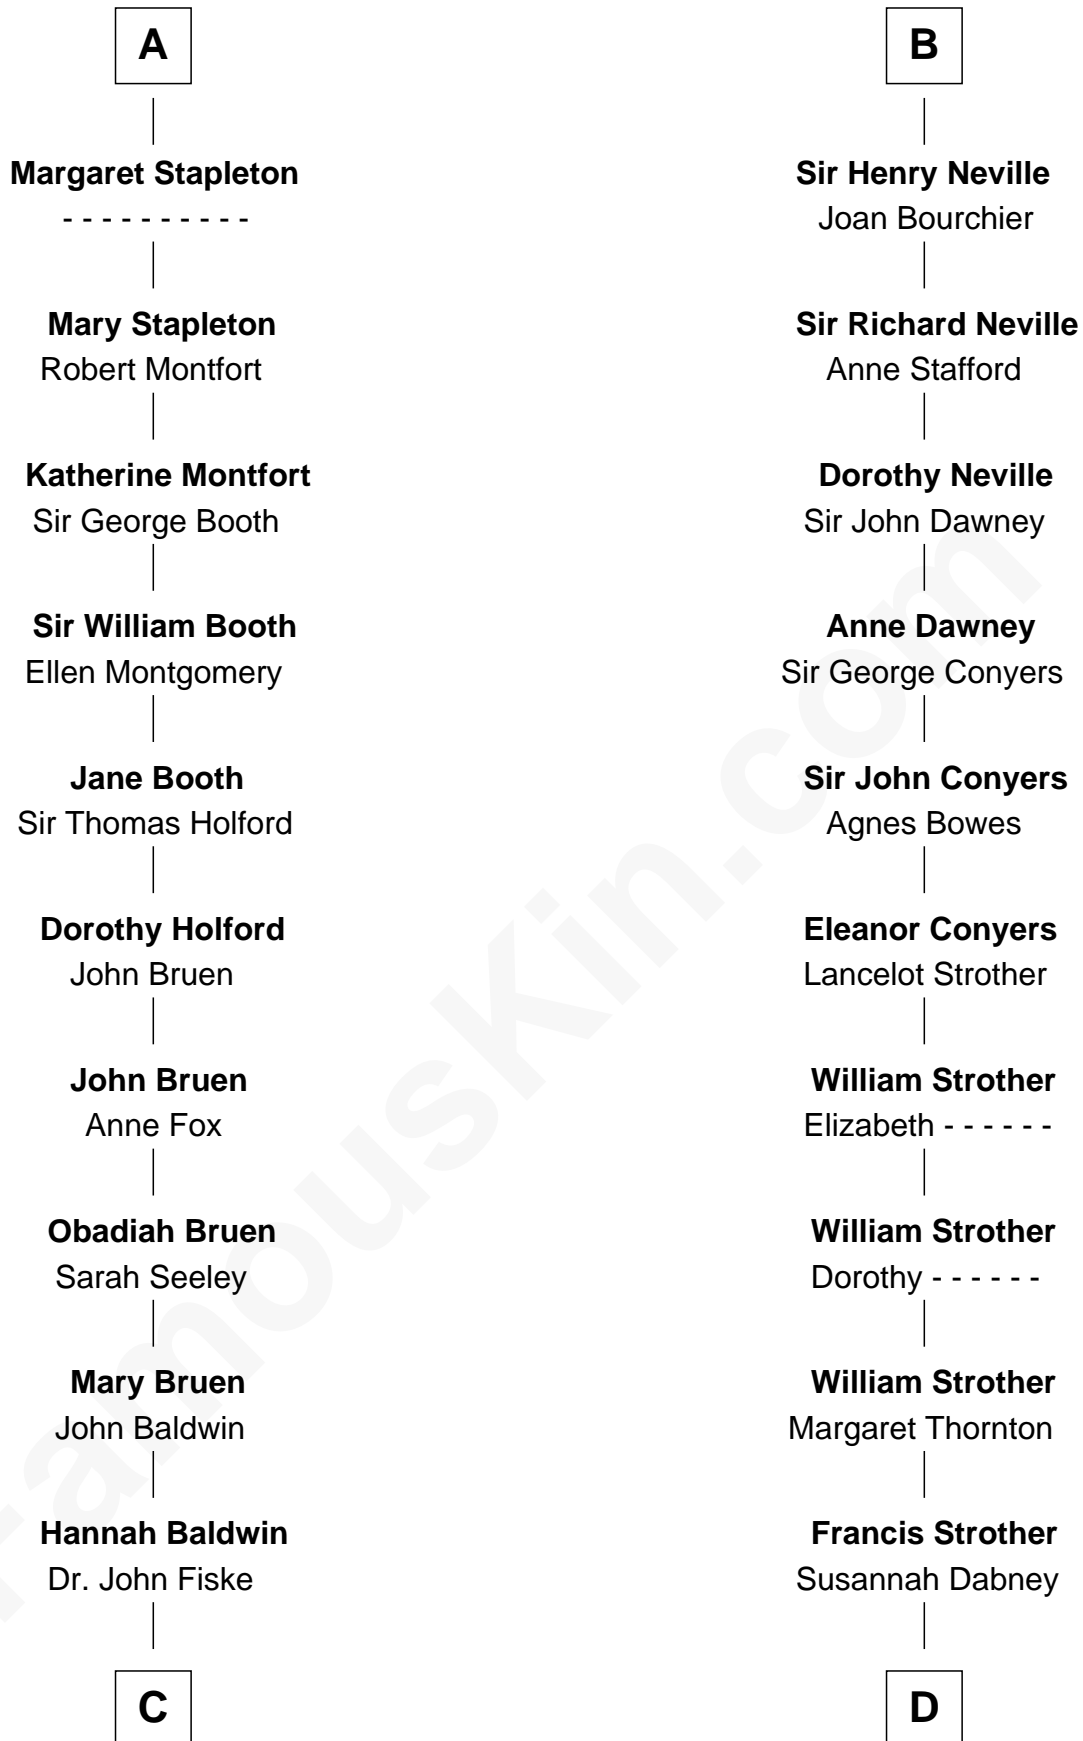 A
Margaret Stapleton
- - - - - - - - - -
Mary Stapleton
Robert Montfort
Katherine Montfort
Sir George Booth
Sir William Booth
Ellen Montgomery
Jane Booth
Sir Thomas Holford
Dorothy Holford
John Bruen
John Bruen
Anne Fox
Obadiah Bruen
Sarah Seeley
Mary Bruen
John Baldwin
Hannah Baldwin
Dr. John Fiske
C
B
Sir Henry Neville
Joan Bourchier
Sir Richard Neville
Anne Stafford
Dorothy Neville
Sir John Dawney
Anne Dawney
Sir George Conyers
Sir John Conyers
Agnes Bowes
Eleanor Conyers
Lancelot Strother
William Strother
Elizabeth - - - - - -
William Strother
Dorothy - - - - - -
William Strother
Margaret Thornton
Francis Strother
Susannah Dabney
D
FamousKin.com